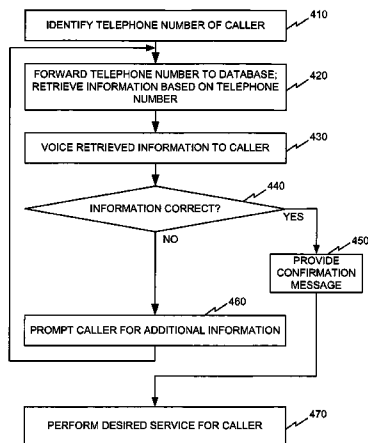 410
IDENTIFY TELEPHONE NUMBER OF CALLER
420
FORWARD TELEPHONE NUMBER TO DATABASE;
RETRIEVE INFORMATION BASED ON TELEPHONE
NUMBER
430
VOICE RETRIEVED INFORMATION TO CALLER
440
INFORMATION CORRECT?
YES
NO
450
PROVIDE
CONFIRMATION
MESSAGE
460
PROMPT CALLER FOR ADDITIONAL INFORMATION
PERFORM DESIRED SERVICE FOR CALLER
470